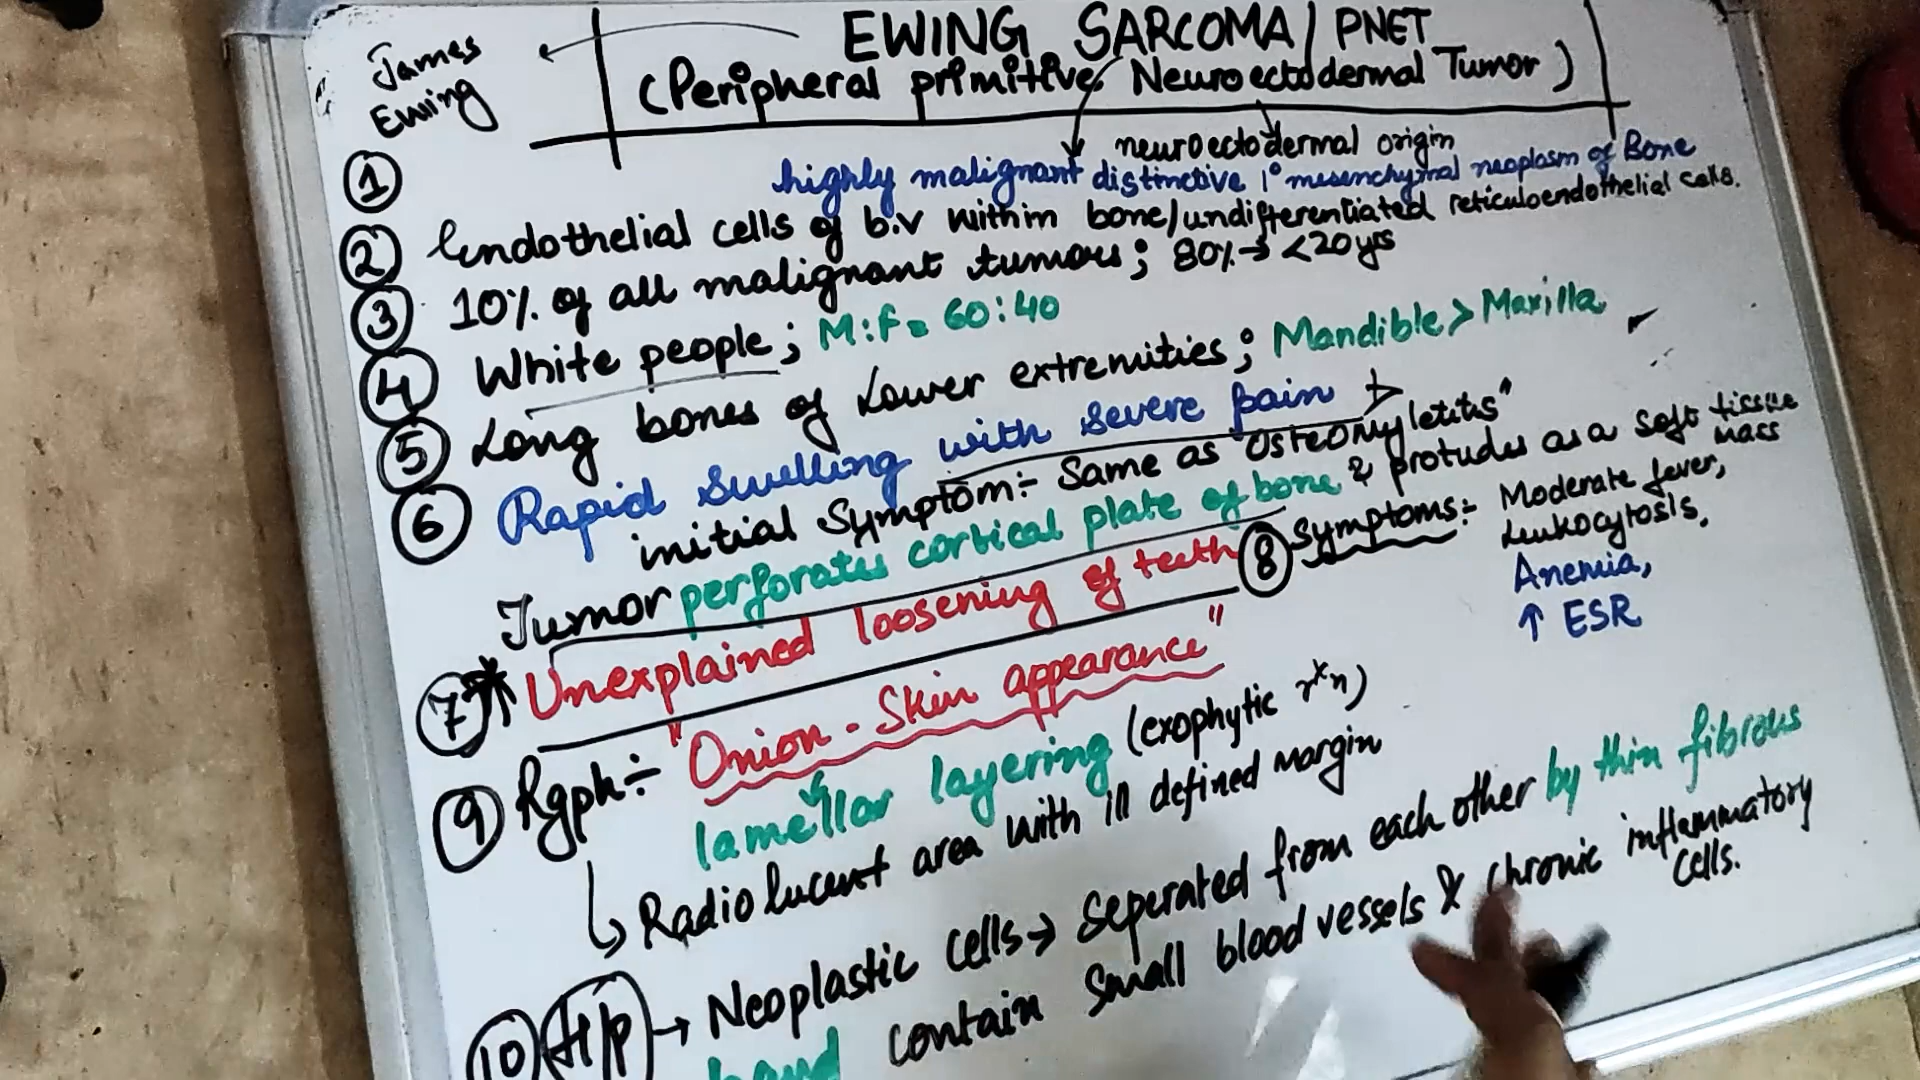 James
Ewing
EWING SARCOMA/PNET
(Peripheral primitive Neuroectodermal Tumor)
neuroectodermal origin
① highly malignant distinctive 1° mesenchymal neoplasm of Bone
② Endothelial cells of b.v within bone/undifferentiated reticuloendothelial cells.
③ 10% of all malignant tumors; 80% → <20yrs
④ White people; M:F = 60:40
⑤ Long bones of Lower extremities; Mandible > Maxilla
⑥ Rapid swelling with severe pain
initial symptom:- Same as Osteomyletitis"
Tumor perforates cortical plate of bone & protudes as a soft tissue mass
⑦ Unexplained loosening of teeth
⑧ Symptoms:- Moderate fever,
Leukocytosis,
Anemia,
↑ ESR
⑨ Rgph:- "Onion-Skin appearance"
lamellar layering (exophytic rxn)
↳ Radiolucent area with ill defined margin
⑩ H/p → Neoplastic cells → Seperated from each other by thin fibrous
band contain small blood vessels & chronic inflammatory
cells.